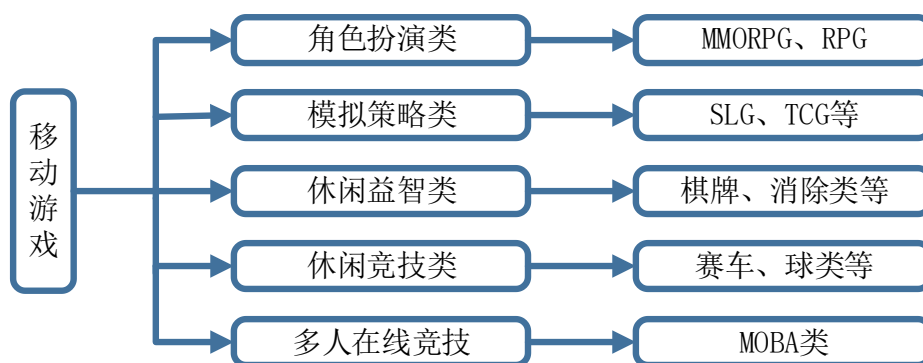 移动游戏
角色扮演类
MMORPG、RPG
模拟策略类
SLG、TCG等
休闲益智类
棋牌、消除类等
休闲竞技类
赛车、球类等
多人在线竞技
MOBA类